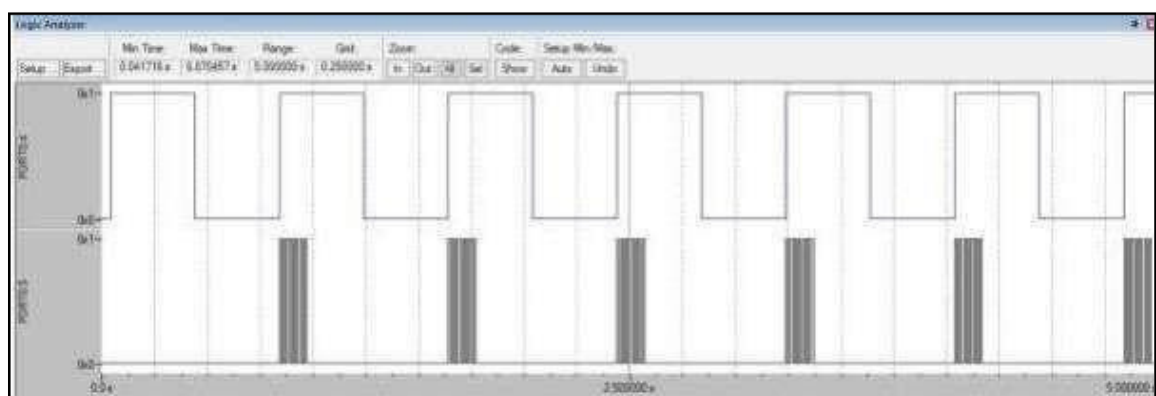 Logic Analyzer
Min Time: Max Time: Range: Grid: Zoom: Code: Setup Min/Max:
Setup Export 0.041716 s 5.000000 s 0.250000 s In Out All Sel Show Auto Undo
0x1
0x0
0x1
0x0
0.0 s 2.500000 s 5.000000